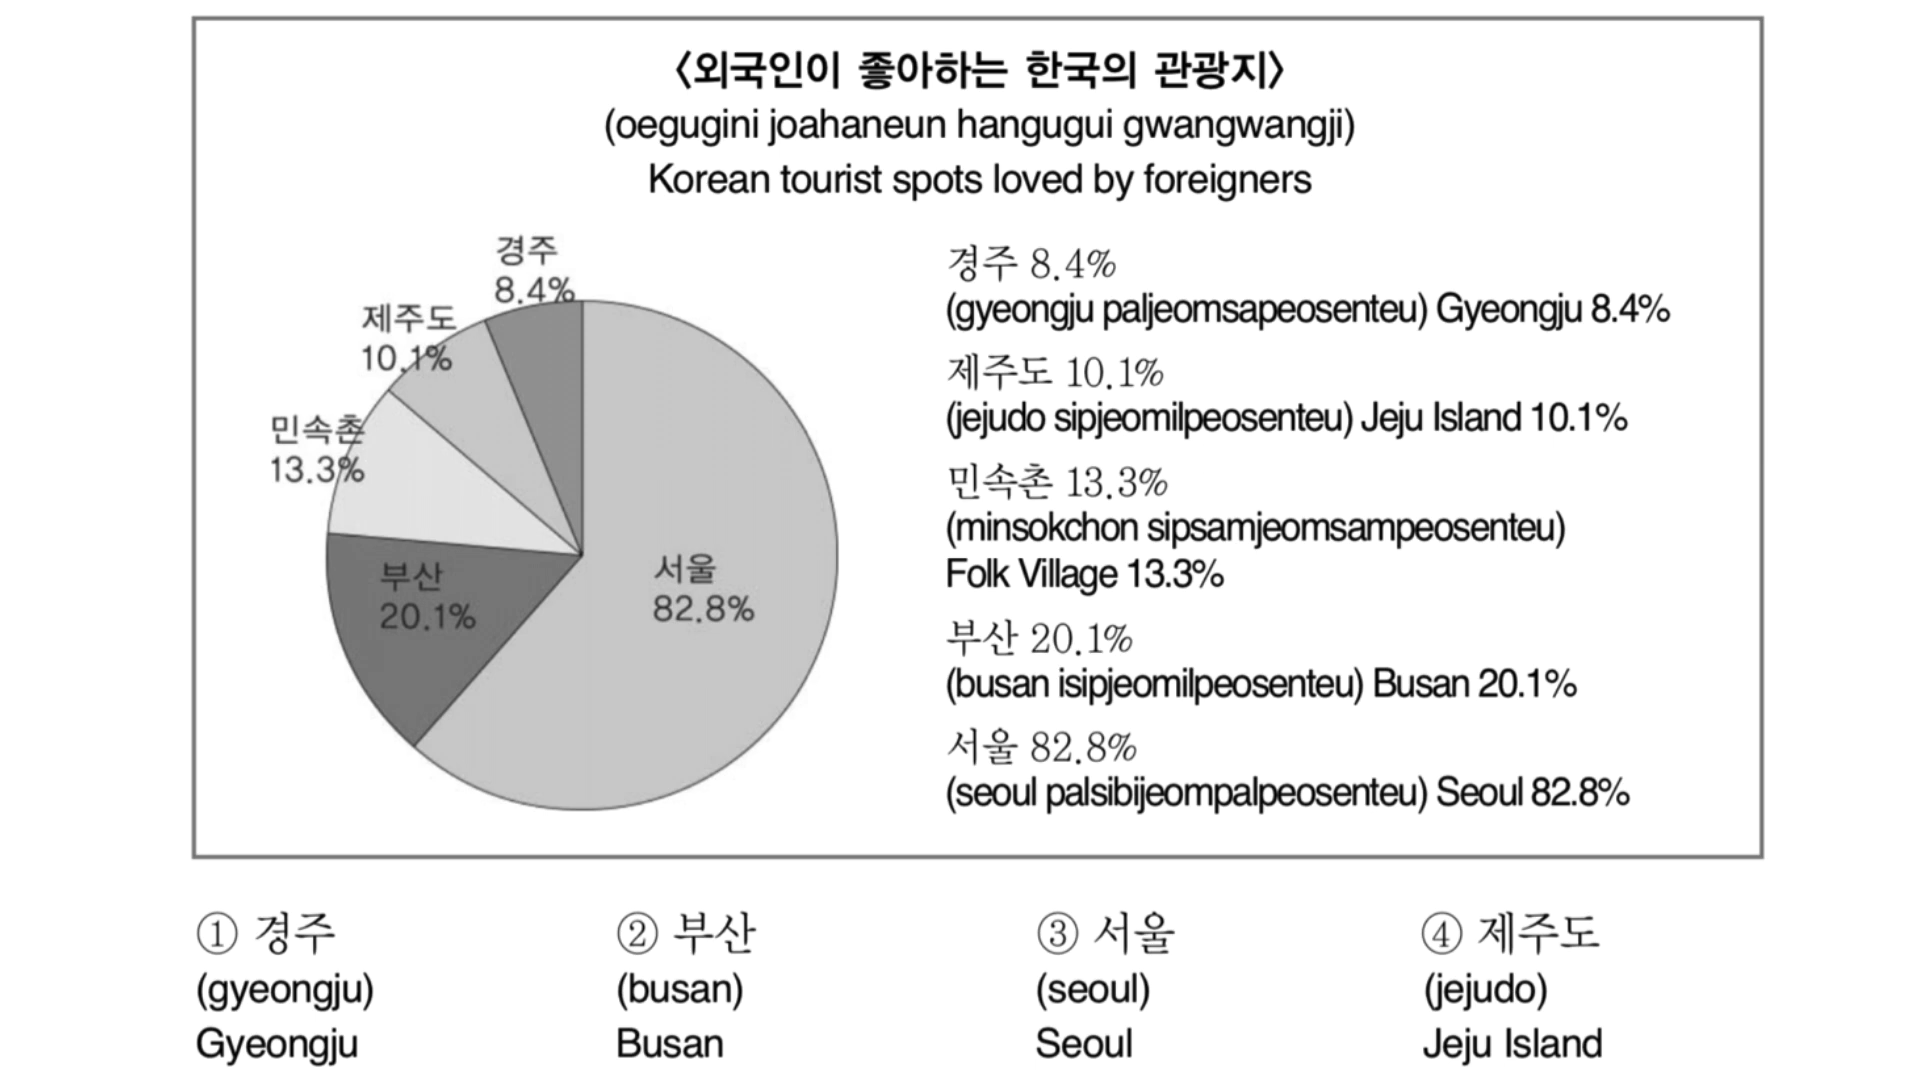 〈외국인이 좋아하는 한국의 관광지〉
(oegugini joahaneun hangugui gwangwangji)
Korean tourist spots loved by foreigners
경주
8.4%
제주도
10.1%
민속촌
13.3%
부산
20.1%
서울
82.8%
경주 8.4%
(gyeongju paljeomsapeosenteu) Gyeongju 8.4%
제주도 10.1%
(jejudo sipjeomilpeosenteu) Jeju Island 10.1%
민속촌 13.3%
(minsokchon sipsamjeomsampeosenteu)
Folk Village 13.3%
부산 20.1%
(busan isipjeomilpeosenteu) Busan 20.1%
서울 82.8%
(seoul palsibijeompalpeosenteu) Seoul 82.8%
① 경주
(gyeongju)
Gyeongju
② 부산
(busan)
Busan
③ 서울
(seoul)
Seoul
④ 제주도
(jejudo)
Jeju Island